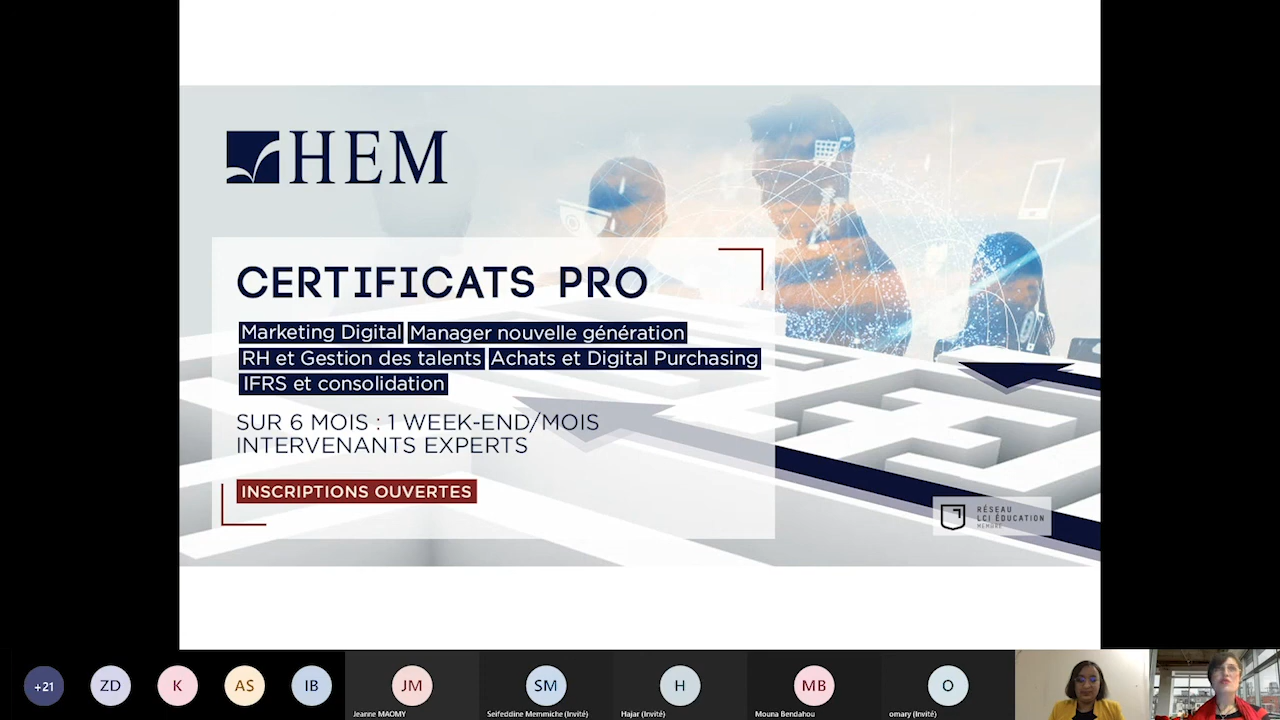 HEM
CERTIFICATS PRO
Marketing Digital Manager nouvelle génération
RH et Gestion des talents Achats et Digital Purchasing
IFRS et consolidation
SUR 6 MOIS : 1 WEEK-END/MOIS
INTERVENANTS EXPERTS
INSCRIPTIONS OUVERTES
RÉSEAU
LCI ÉDUCATION
MEMBRE
+21 ZD K AS IB JM SM H MB O
Jeanne MAOMY Seifeddine Memmiche (Invité) Hajar (Invité) Mouna Bendahou omary (Invité)